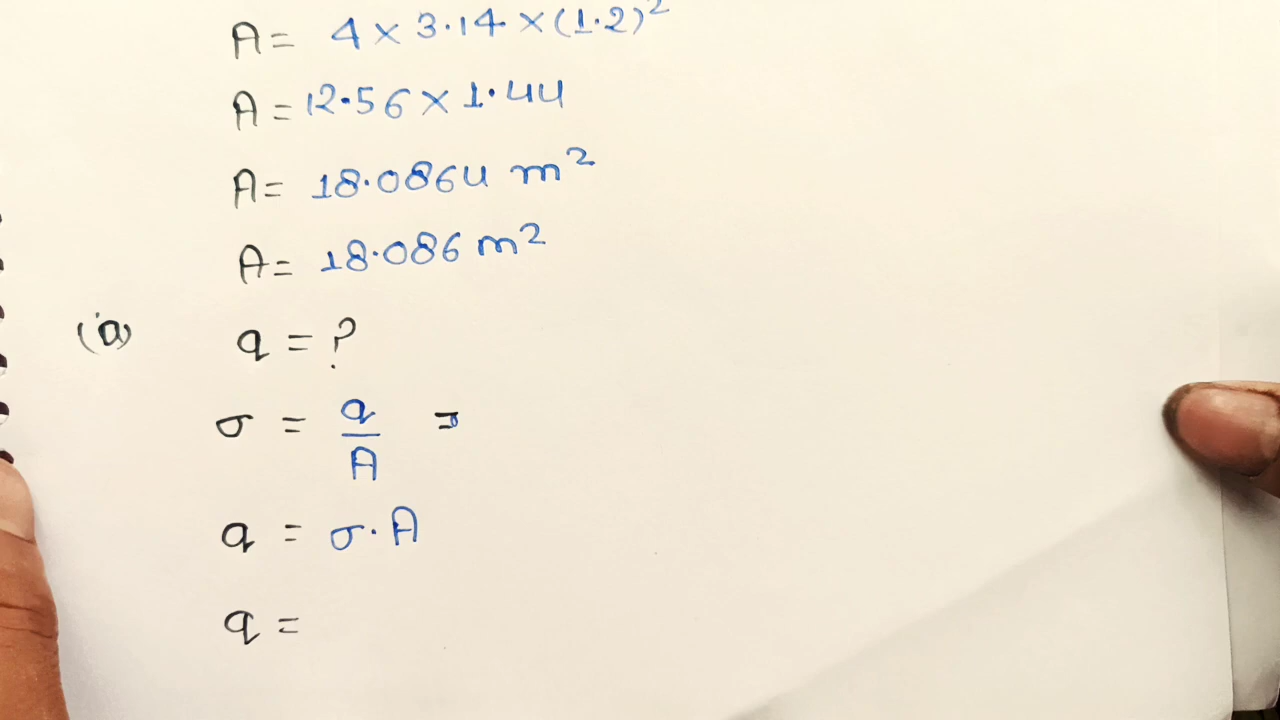 A = 4 × 3.14 × (1.2)²
A = 12.56 × 1.44
A = 18.0864 m²
A = 18.086 m²
(a) q = ?
σ = q/A =
q = σ · A
q =